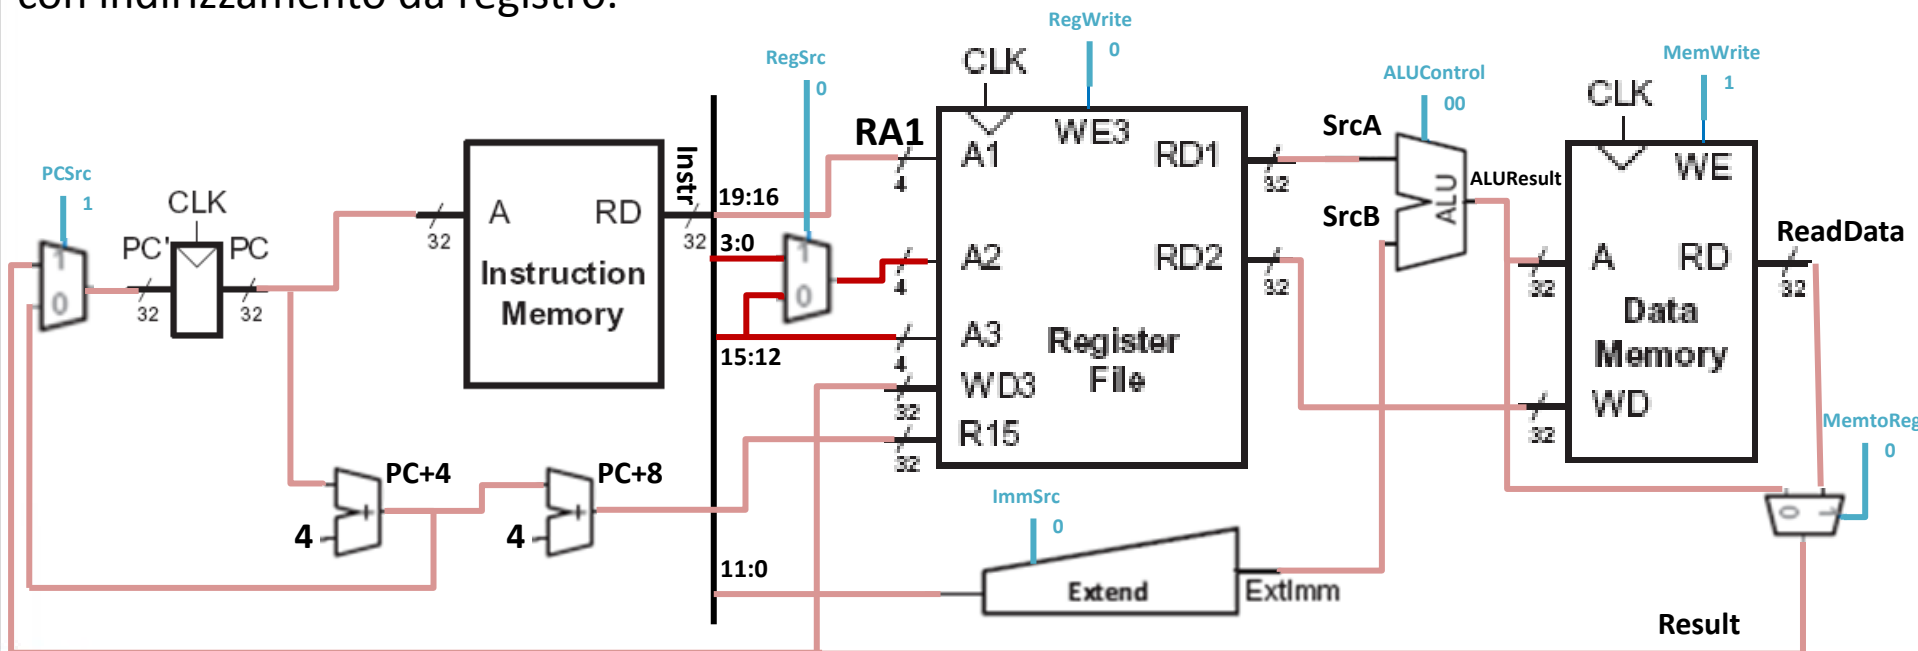 con indirizzamento da registro.
RegWrite
0
RegSrc
0
CLK
ALUControl
00
MemWrite
1
CLK
PCSrc
1
CLK
PC'
PC
32
32
1
0
A
RD
32
32
Instruction
Memory
Instr
19:16
3:0
15:12
11:0
1
0
RA1
A1
4
A2
4
A3
4
WD3
32
R15
32
WE3
RD1
32
RD2
32
Register
File
SrcA
SrcB
ALU
ALUResult
WE
A
32
RD
32
ReadData
Data
Memory
WD
32
MemtoReg
0
0
1
PC+4
4
+
PC+8
4
+
ImmSrc
0
Extend
ExtImm
Result